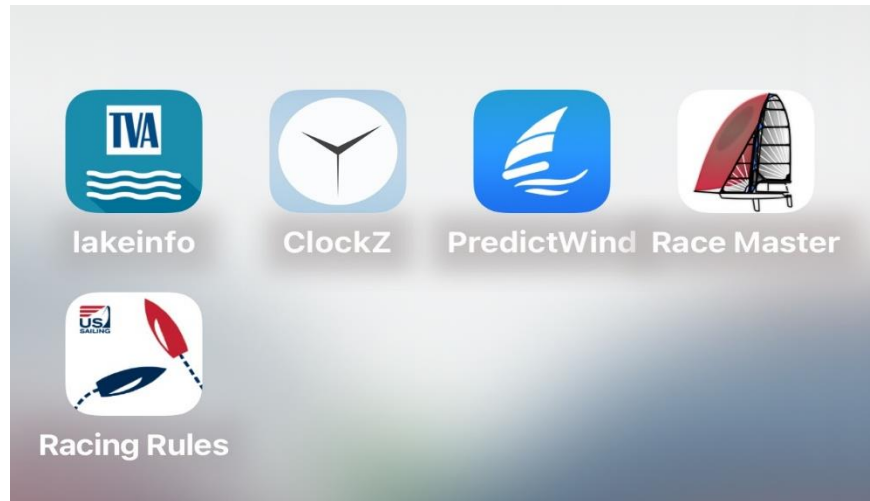 TVA
lakeinfo ClockZ PredictWind Race Master
US
SAILING
Racing Rules